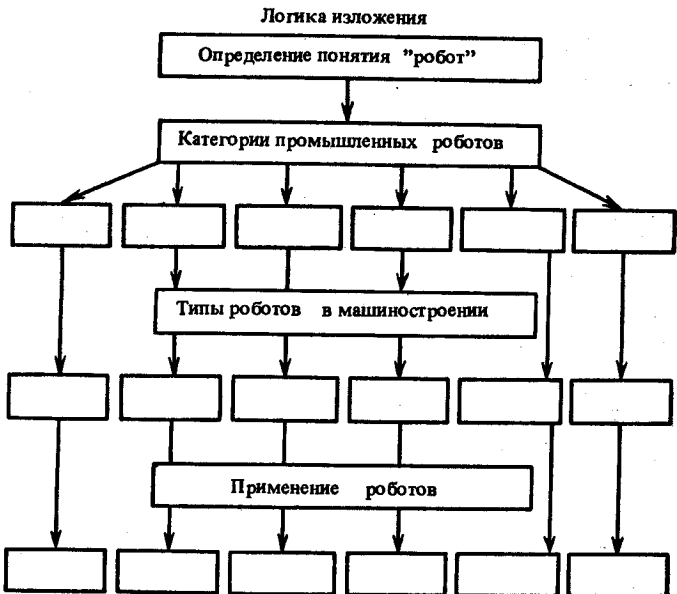 Логика изложения
Определение понятия "робот"
Категории промышленных роботов
Типы роботов в машиностроении
Применение роботов